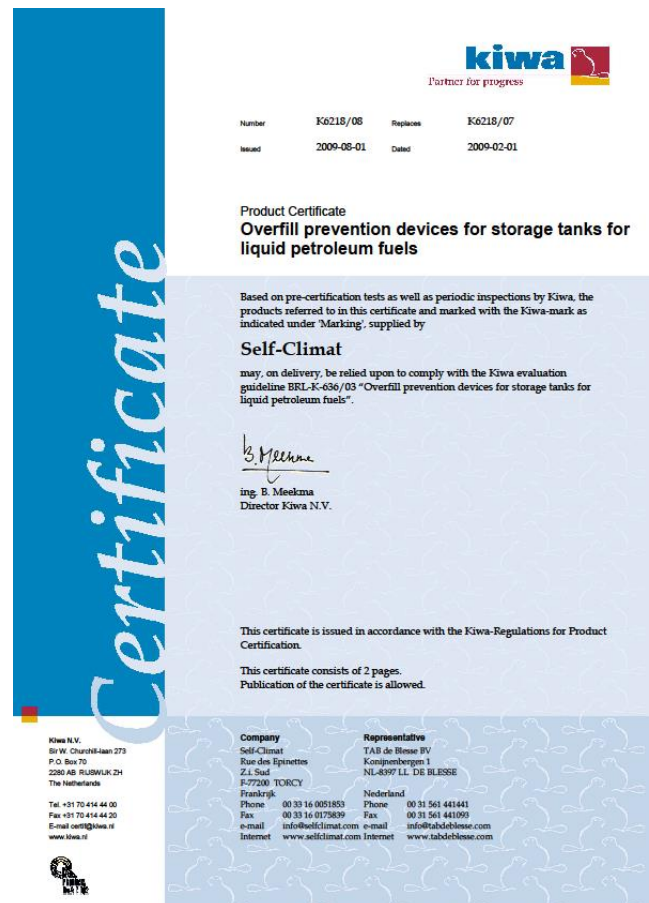 kiwa
Partner for progress
Number K6218/08 Replaces K6218/07
Issued 2009-08-01 Dated 2009-02-01
Product Certificate
Overfill prevention devices for storage tanks for
liquid petroleum fuels
Certificate
Based on pre-certification tests as well as periodic inspections by Kiwa, the
products referred to in this certificate and marked with the Kiwa-mark as
indicated under 'Marking', supplied by
Self-Climat
may, on delivery, be relied upon to comply with the Kiwa evaluation
guideline BRL-K-636/03 “Overfill prevention devices for storage tanks for
liquid petroleum fuels”.
B. Meekma
ing. B. Meekma
Director Kiwa N.V.
This certificate is issued in accordance with the Kiwa-Regulations for Product
Certification.
This certificate consists of 2 pages.
Publication of the certificate is allowed.
Kiwa N.V.
Sir W. Churchill-laan 273
P.O. Box 70
2280 AB RIJSWIJK ZH
The Netherlands
Tel. +31 70 414 44 00
Fax +31 70 414 44 20
E-mail certif@kiwa.nl
www.kiwa.nl
Company
Self-Climat
Rue des Epinettes
Z.i. Sud
F-77200 TORCY
Frankrijk
Phone 00 33 16 0051853
Fax 00 33 16 0175839
e-mail info@selfclimat.com
Internet www.selfclimat.com
Representative
TAB de Blesse BV
Konijnenbergen 1
NL-8397 LL DE BLESSE
Nederland
Phone 00 31 561 441441
Fax 00 31 561 441093
e-mail info@tabdeblesse.com
Internet www.tabdeblesse.com